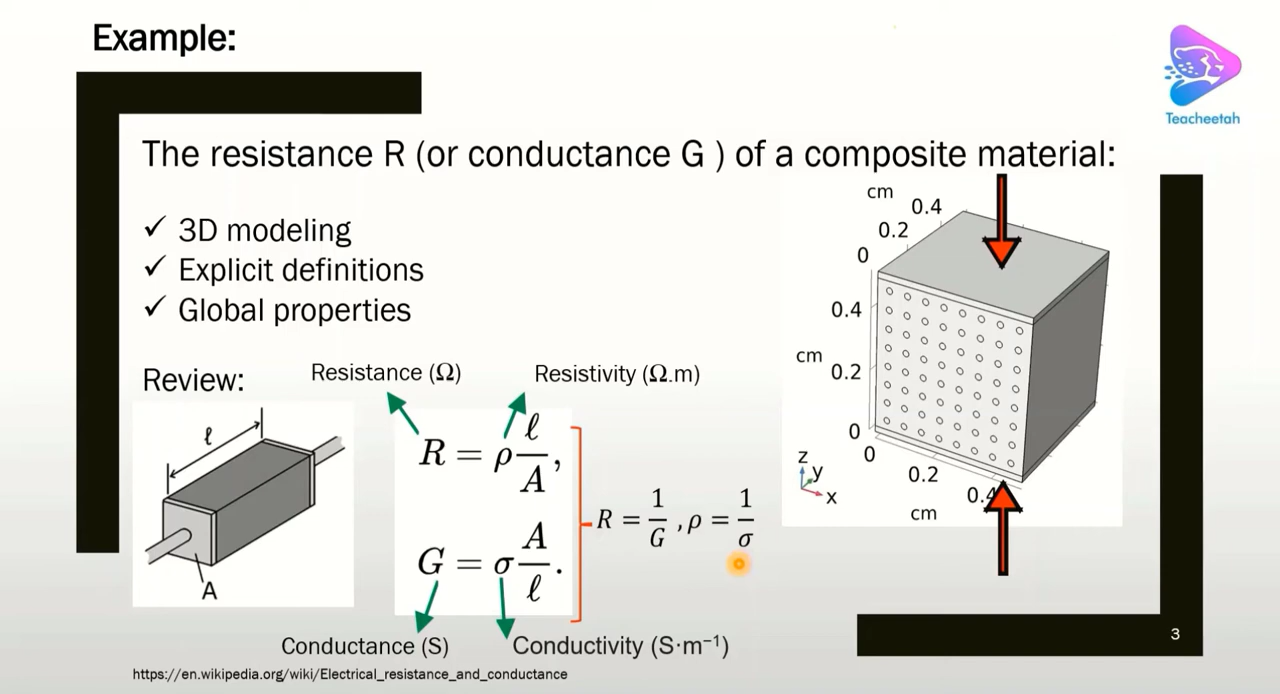 Example:
Teacheetah
The resistance R (or conductance G ) of a composite material:
✓ 3D modeling
✓ Explicit definitions
✓ Global properties
cm
0.4
0.2
0
0.4
cm
0.2
0
0
0.2
0.4
cm
z
y
x
Review:
Resistance (Ω)
Resistivity (Ω.m)
ℓ
A
R = ρ ℓ/A,
G = σ A/ℓ.
R = 1/G , ρ = 1/σ
Conductance (S)
Conductivity (S·m⁻¹)
3
https://en.wikipedia.org/wiki/Electrical_resistance_and_conductance